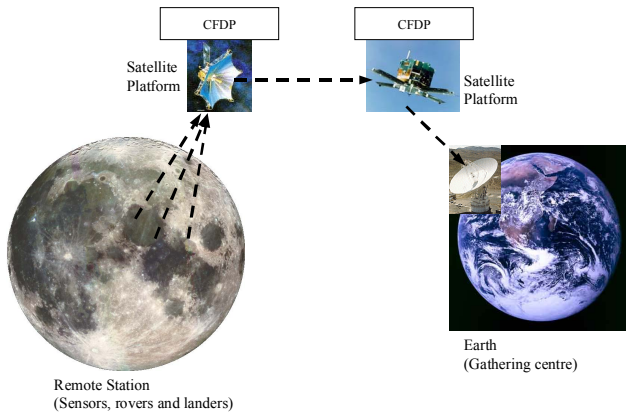 CFDP
CFDP
Satellite
Platform
Satellite
Platform
Earth
(Gathering centre)
Remote Station
(Sensors, rovers and landers)